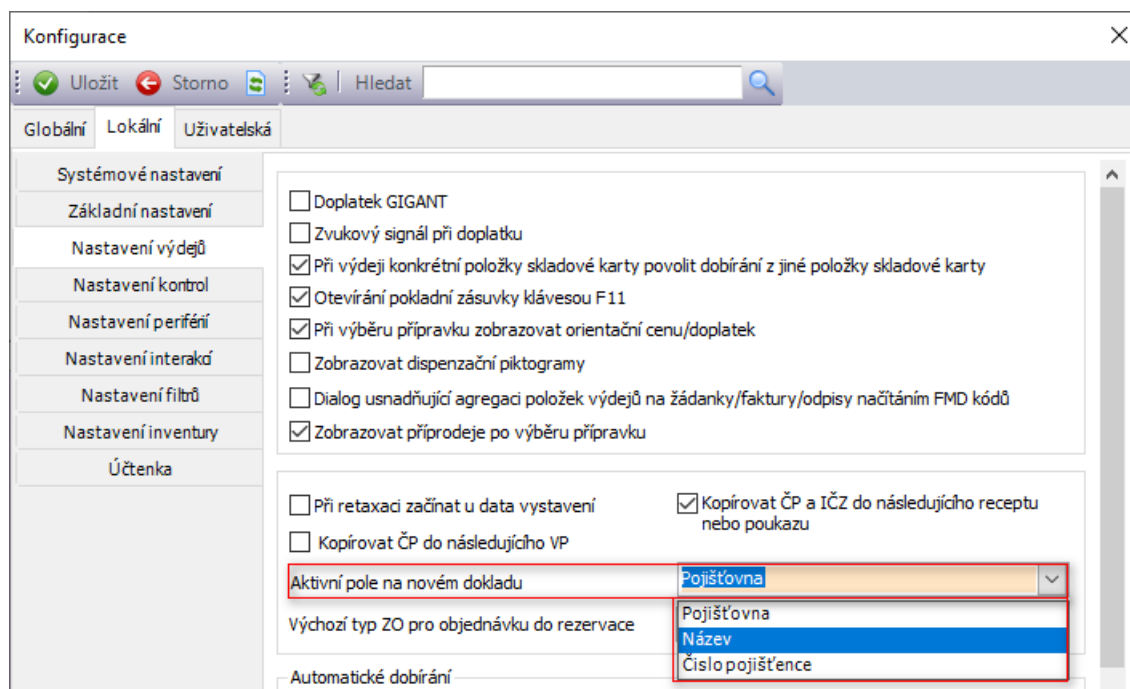 Konfigurace
Uložit Storno Hledat
Globální Lokální Uživatelská
Systémové nastavení
Základní nastavení
Nastavení výdejů
Nastavení kontrol
Nastavení periférií
Nastavení interakcí
Nastavení filtrů
Nastavení inventury
Účtenka
Doplatek GIGANT
Zvukový signál při doplatku
Při výdeji konkrétní položky skladové karty povolit dobírání z jiné položky skladové karty
Otevírání pokladní zásuvky klávesou F11
Při výběru přípravku zobrazovat orientační cenu/doplatek
Zobrazovat dispenzační piktogramy
Dialog usnadňující agregaci položek výdejů na žádanky/faktury/odpisy načítáním FMD kódů
Zobrazovat příprodeje po výběru přípravku
Při retaxaci začínat u data vystavení
Kopírovat ČP a IČZ do následujícího receptu
nebo poukazu
Kopírovat ČP do následujícího VP
Aktivní pole na novém dokladu Pojišťovna
Pojišťovna
Výchozí typ ZO pro objednávku do rezervace
Název
Číslo pojištěnce
Automatické dobírání